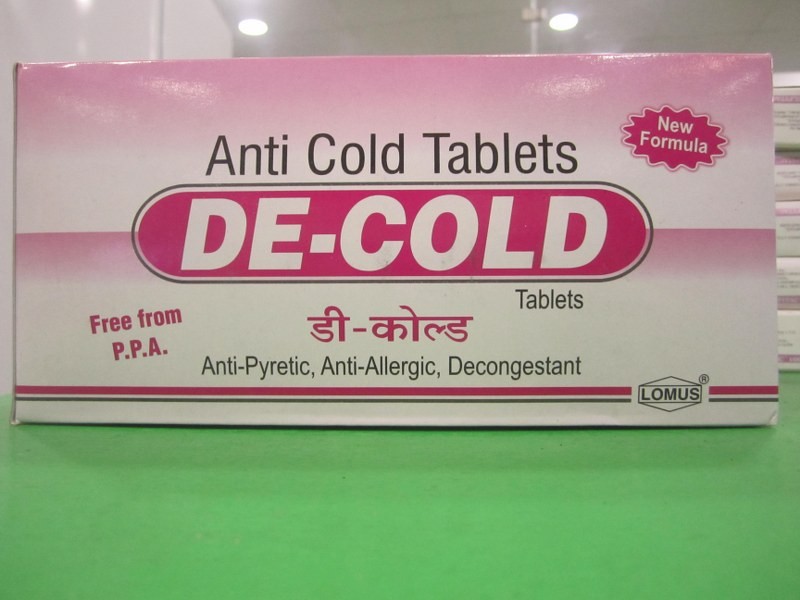 Anti Cold Tablets
New
Formula
DE-COLD
Tablets
Free from
P.P.A.
डी-कोल्ड
Anti-Pyretic, Anti-Allergic, Decongestant
LOMUS®